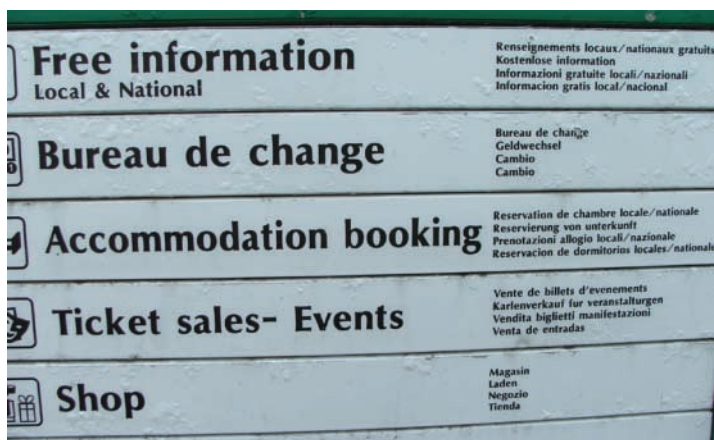 Free information
Local & National
Renseignements locaux/nationaux gratuits
Kostenlose information
Informazioni gratuite locali/nazionali
Informacion gratis local/nacional
Bureau de change
Bureau de change
Geldwechsel
Cambio
Cambio
Accommodation booking
Reservation de chambre locale/nationale
Reservierung von unterkunft
Prenotazioni allogio locali/nazionale
Reservacion de dormitorios locales/nationale
Ticket sales- Events
Vente de billets d'evenements
Karlenverkauf fur veranstalturgen
Vendita biglietti manifestazioni
Venta de entradas
Shop
Magasin
Laden
Negozio
Tienda